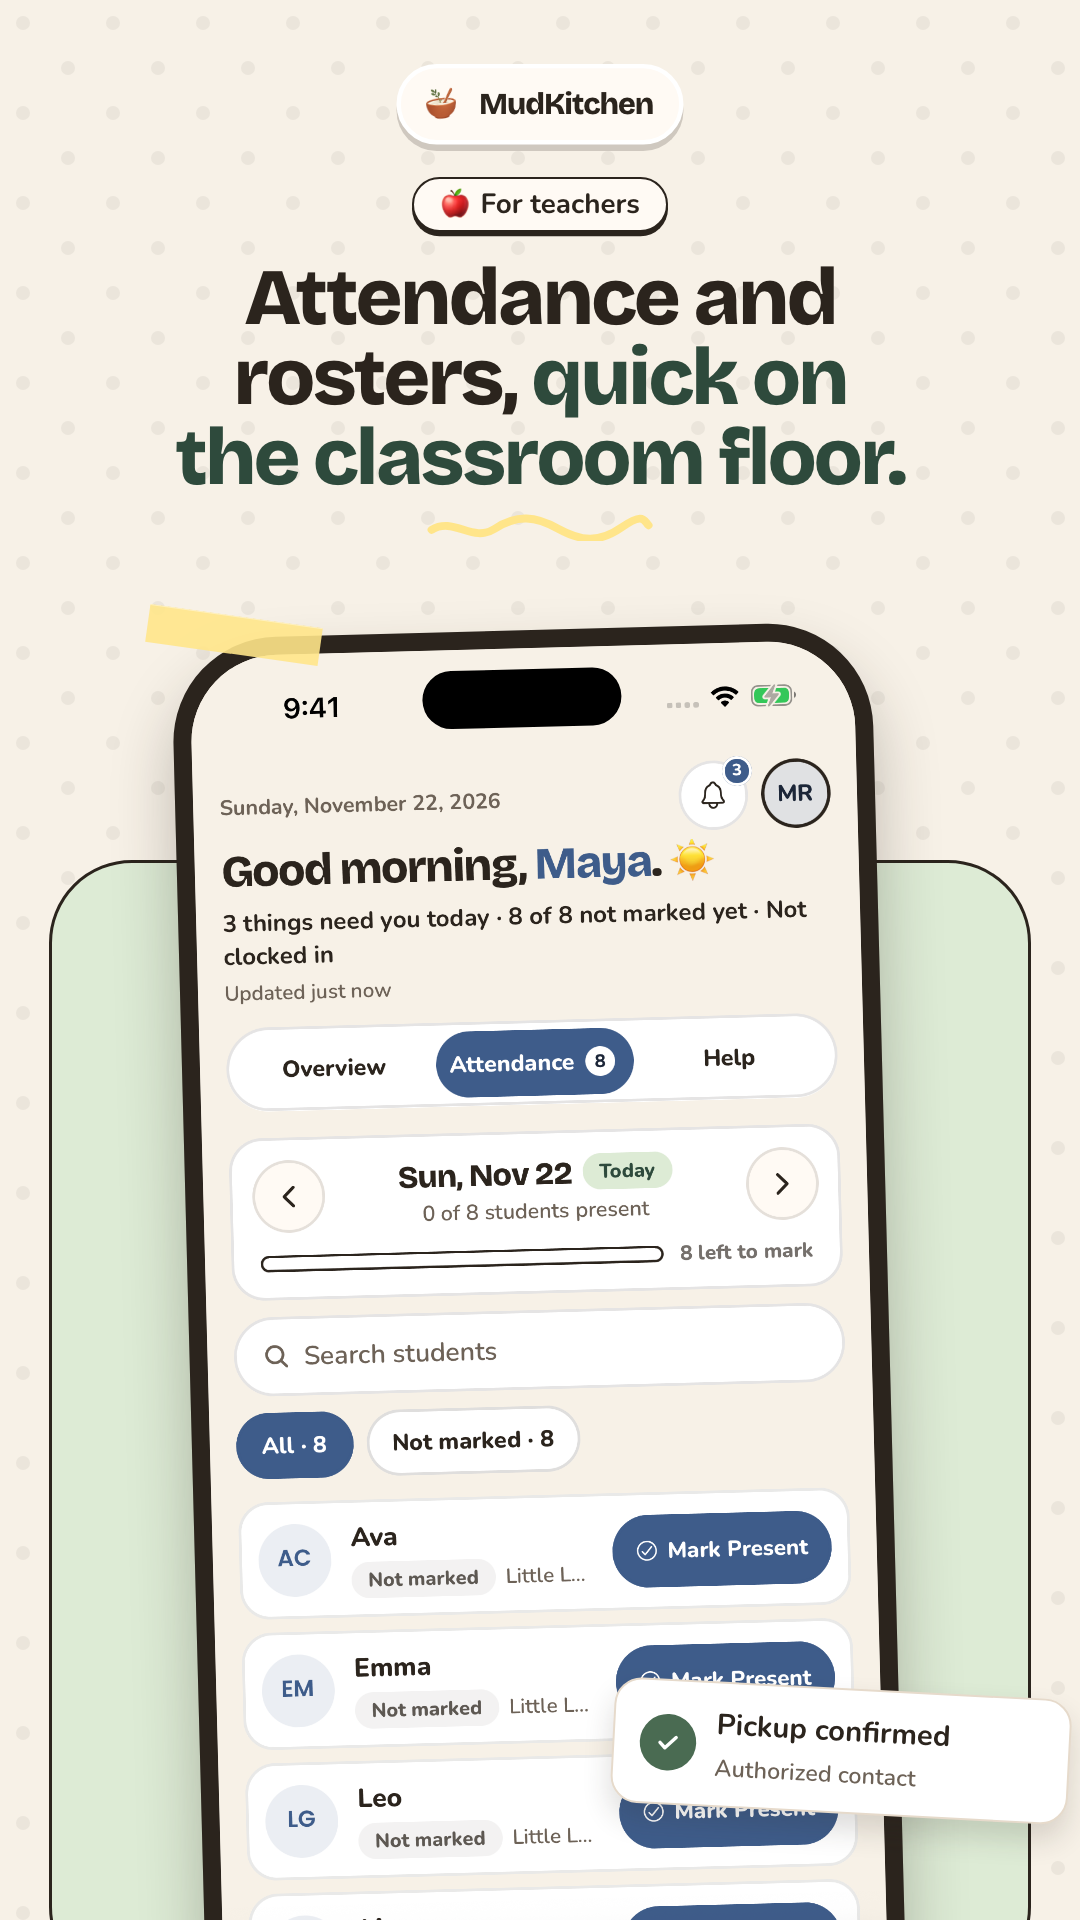 MudKitchen
For teachers
Attendance and
rosters, quick on
the classroom floor.
9:41
Sunday, November 22, 2026
3
MR
Good morning, Maya.
3 things need you today · 8 of 8 not marked yet · Not
clocked in
Updated just now
Overview
Attendance 8
Help
Sun, Nov 22 Today
0 of 8 students present
8 left to mark
Search students
All · 8
Not marked · 8
AC
Ava
Not marked Little L...
Mark Present
EM
Emma
Not marked Little L...
Mark Present
Pickup confirmed
Authorized contact
LG
Leo
Not marked Little L...
Mark Present